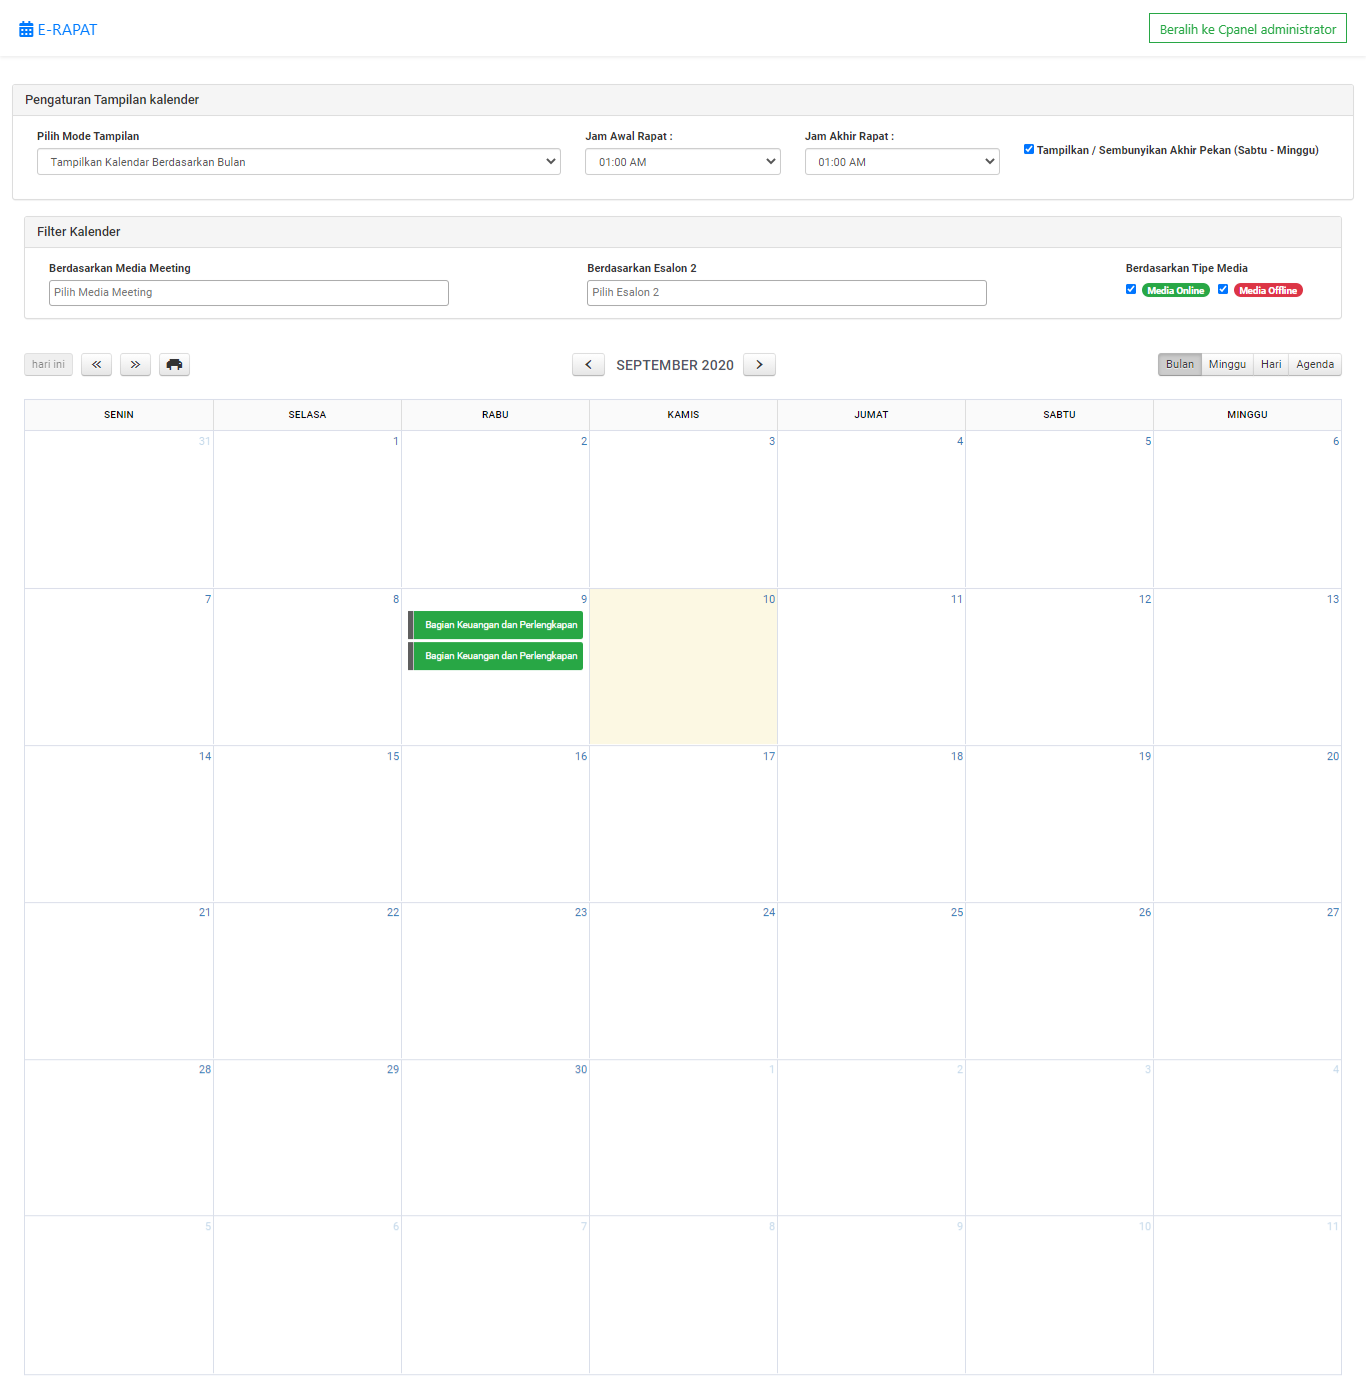 E-RAPAT
Beralih ke Cpanel administrator
Pengaturan Tampilan kalender
Pilih Mode Tampilan
Jam Awal Rapat :
Jam Akhir Rapat :
Tampilkan / Sembunyikan Akhir Pekan (Sabtu - Minggu)
Tampilkan Kalendar Berdasarkan Bulan
01:00 AM
01:00 AM
Filter Kalender
Berdasarkan Media Meeting
Berdasarkan Esalon 2
Berdasarkan Tipe Media
Pilih Media Meeting
Pilih Esalon 2
Media Online
Media Offline
hari ini
SEPTEMBER 2020
Bulan Minggu Hari Agenda
SENIN SELASA RABU KAMIS JUMAT SABTU MINGGU
31 1 2 3 4 5 6
7 8 9 10 11 12 13
Bagian Keuangan dan Perlengkapan
Bagian Keuangan dan Perlengkapan
14 15 16 17 18 19 20
21 22 23 24 25 26 27
28 29 30 1 2 3 4
5 6 7 8 9 10 11